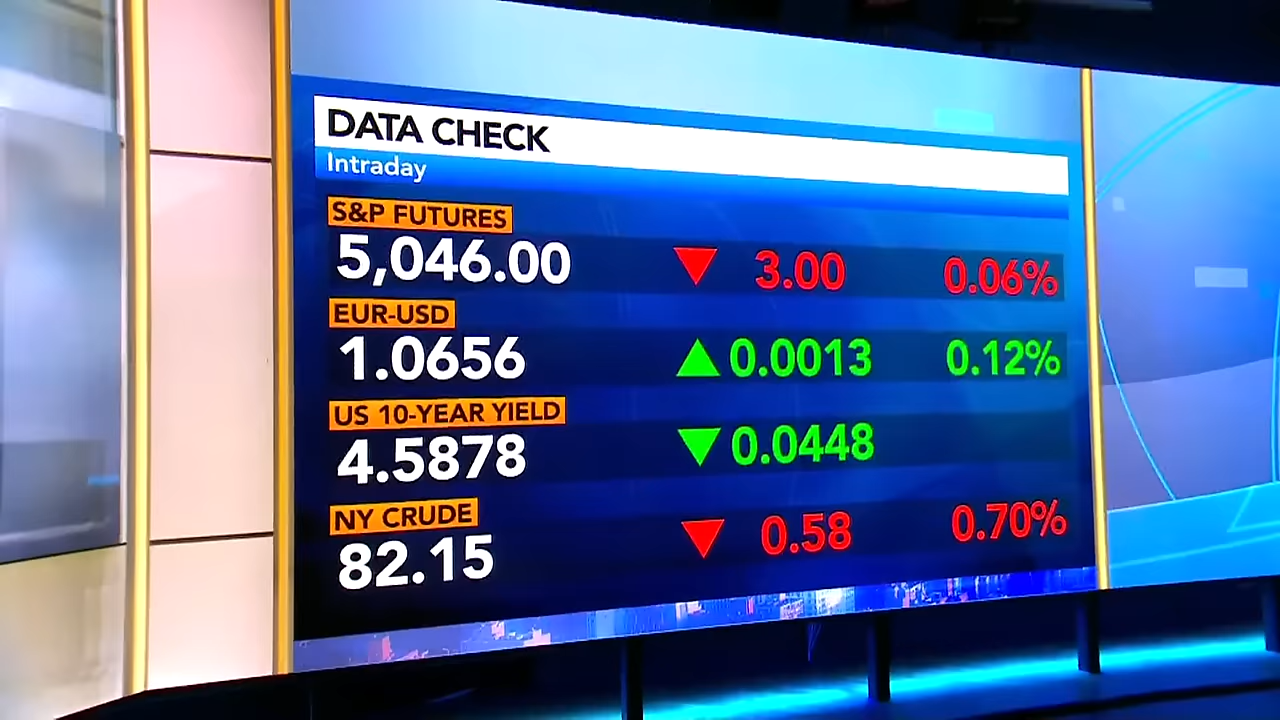 DATA CHECK
Intraday
S&P FUTURES
5,046.00 ▼ 3.00 0.06%
EUR-USD
1.0656 ▲ 0.0013 0.12%
US 10-YEAR YIELD
4.5878 ▼ 0.0448
NY CRUDE
82.15 ▼ 0.58 0.70%